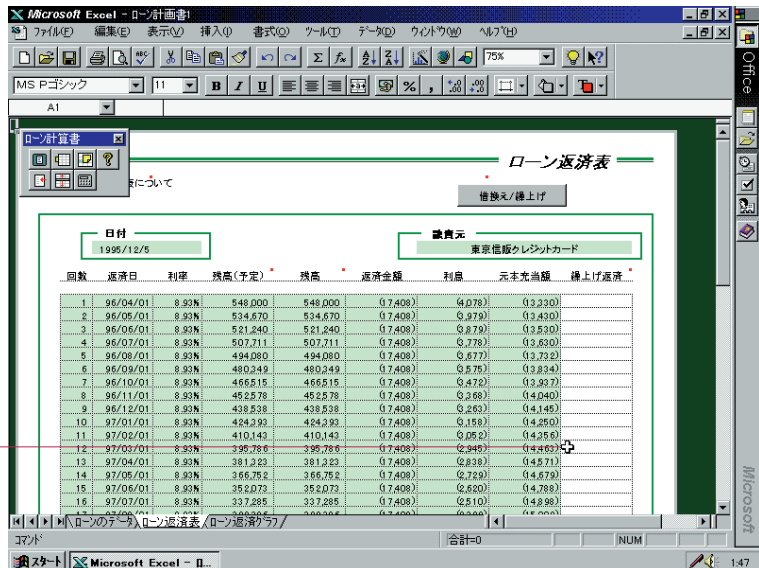 Microsoft Excel - ローン計画書1
ファイル(F) 編集(E) 表示(V) 挿入(I) 書式(O) ツール(T) データ(D) ウィンドウ(W) ヘルプ(H)
75%
MS Pゴシック 11 B I U % ,
A1
Office
ローン計算書
ローン返済表
表について
借換え/繰上げ
日付 融資元
1995/12/5 東京信販クレジットカード
回数 返済日 利率 残高(予定) 残高 返済金額 利息 元本充当額 繰上げ返済
1 96/04/01 8.93% 548,000 548,000 (17,408) (4,078) (13,330)
2 96/05/01 8.93% 534,670 534,670 (17,408) (3,979) (13,430)
3 96/06/01 8.93% 521,240 521,240 (17,408) (3,879) (13,530)
4 96/07/01 8.93% 507,711 507,711 (17,408) (3,778) (13,630)
5 96/08/01 8.93% 494,080 494,080 (17,408) (3,677) (13,732)
6 96/09/01 8.93% 480,349 480,349 (17,408) (3,575) (13,834)
7 96/10/01 8.93% 466,515 466,515 (17,408) (3,472) (13,937)
8 96/11/01 8.93% 452,578 452,578 (17,408) (3,368) (14,040)
9 96/12/01 8.93% 438,538 438,538 (17,408) (3,263) (14,145)
10 97/01/01 8.93% 424,393 424,393 (17,408) (3,158) (14,250)
11 97/02/01 8.93% 410,143 410,143 (17,408) (3,052) (14,356)
12 97/03/01 8.93% 395,786 395,786 (17,408) (2,945) (14,463)
13 97/04/01 8.93% 381,323 381,323 (17,408) (2,838) (14,571)
14 97/05/01 8.93% 366,752 366,752 (17,408) (2,729) (14,679)
15 97/06/01 8.93% 352,073 352,073 (17,408) (2,620) (14,788)
16 97/07/01 8.93% 337,285 337,285 (17,408) (2,510) (14,898)
ローンのデータ ローン返済表 ローン返済グラフ
コマンド 合計=0 NUM
Microsoft
スタート Microsoft Excel - ロ... 1:47